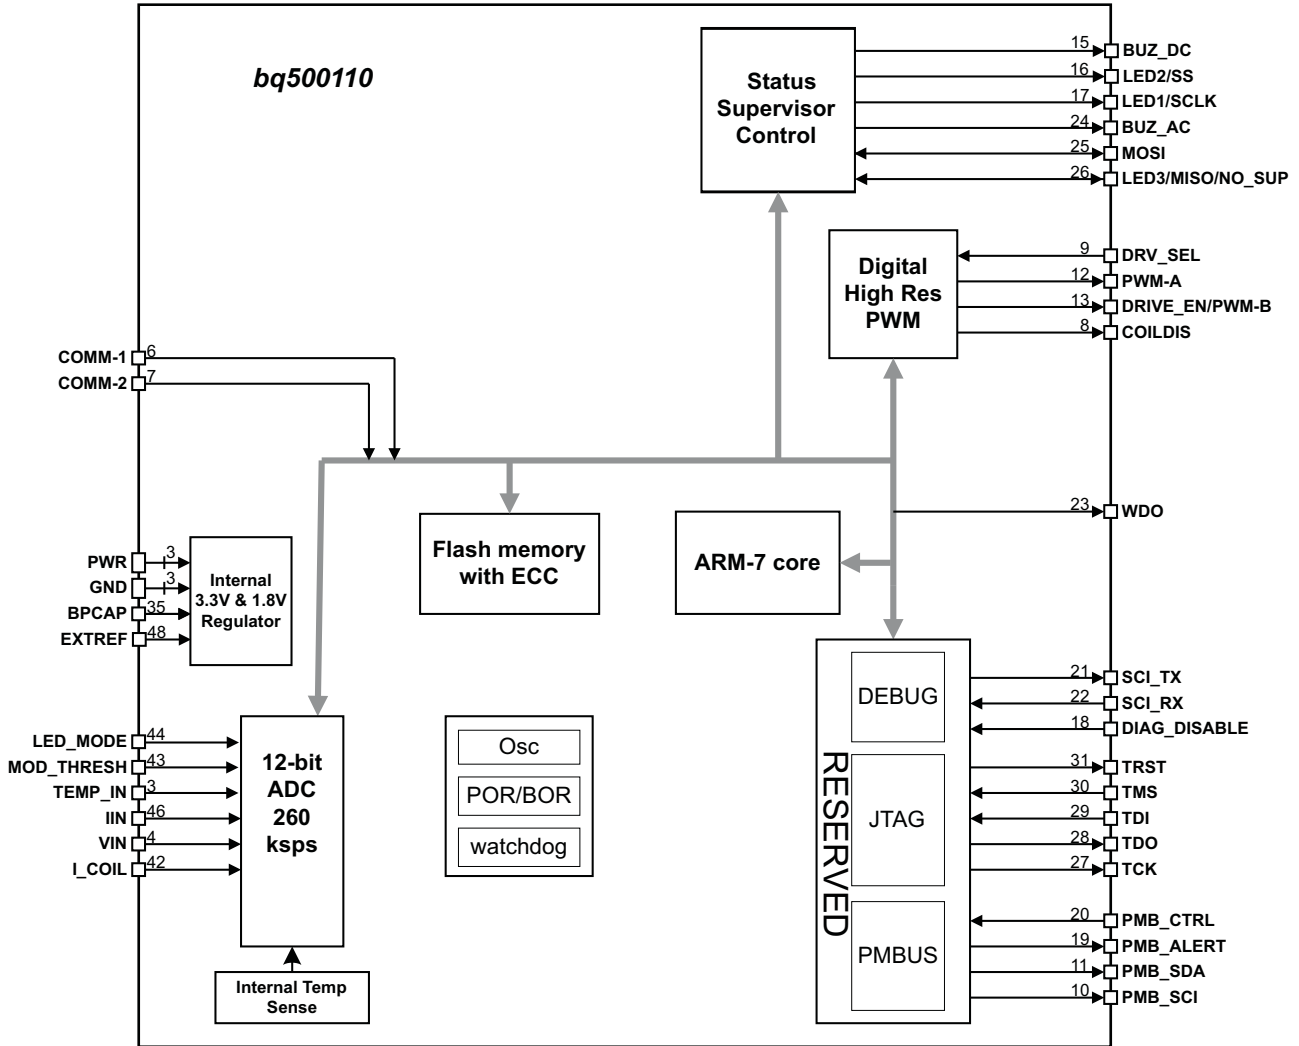 bq500110
Status
Supervisor
Control
15 BUZ_DC
16 LED2/SS
17 LED1/SCLK
24 BUZ_AC
25 MOSI
26 LED3/MISO/NO_SUP
Digital
High Res
PWM
9 DRV_SEL
12 PWM-A
13 DRIVE_EN/PWM-B
8 COILDIS
COMM-1 6
COMM-2 7
23 WDO
Flash memory
with ECC
ARM-7 core
PWR 3
GND 3
BPCAP 35
EXTREF 48
Internal
3.3V & 1.8V
Regulator
LED_MODE 44
MOD_THRESH 43
TEMP_IN 3
IIN 46
VIN 4
I_COIL 42
12-bit
ADC
260
ksps
Internal Temp
Sense
Osc
POR/BOR
watchdog
RESERVED
DEBUG
JTAG
PMBUS
21 SCI_TX
22 SCI_RX
18 DIAG_DISABLE
31 TRST
30 TMS
29 TDI
28 TDO
27 TCK
20 PMB_CTRL
19 PMB_ALERT
11 PMB_SDA
10 PMB_SCI